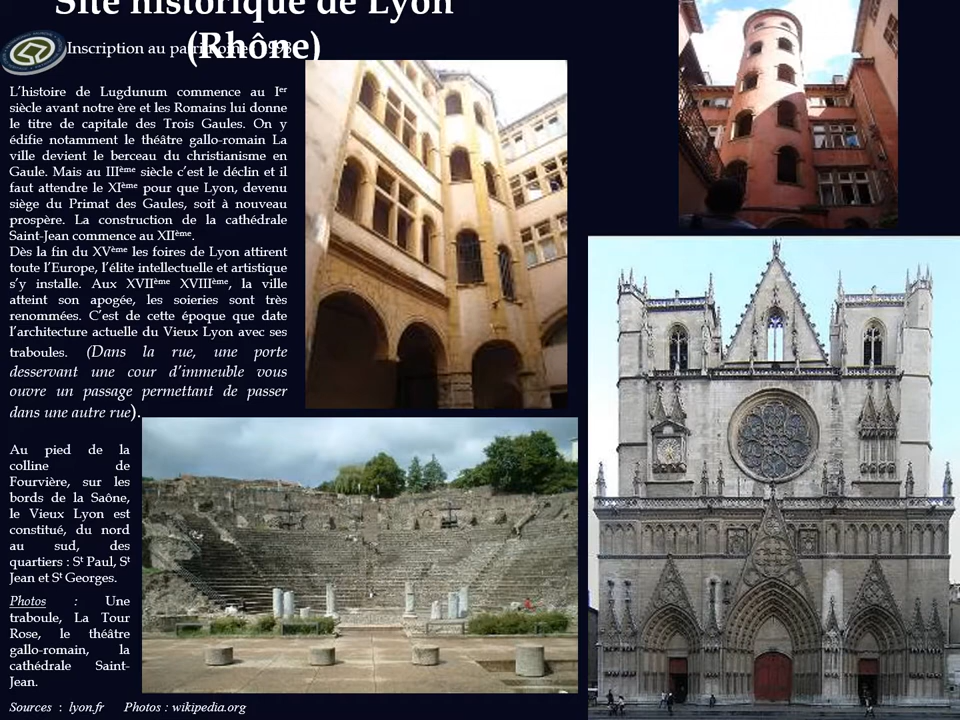 Site historique de Lyon
(Rhône)
Inscription au patrimoine : 1998
L’histoire de Lugdunum commence au Ier
siècle avant notre ère et les Romains lui donne
le titre de capitale des Trois Gaules. On y
édifie notamment le théâtre gallo-romain La
ville devient le berceau du christianisme en
Gaule. Mais au IIIème siècle c’est le déclin et il
faut attendre le XIème pour que Lyon, devenu
siège du Primat des Gaules, soit à nouveau
prospère. La construction de la cathédrale
Saint-Jean commence au XIIème.
Dès la fin du XVème les foires de Lyon attirent
toute l’Europe, l’élite intellectuelle et artistique
s’y installe. Aux XVIIème XVIIIème, la ville
atteint son apogée, les soieries sont très
renommées. C’est de cette époque que date
l’architecture actuelle du Vieux Lyon avec ses
traboules. (Dans la rue, une porte
desservant une cour d’immeuble vous
ouvre un passage permettant de passer
dans une autre rue).
Au pied de la
colline de
Fourvière, sur les
bords de la Saône,
le Vieux Lyon est
constitué, du nord
au sud, des
quartiers : St Paul, St
Jean et St Georges.
Photos : Une
traboule, La Tour
Rose, le théâtre
gallo-romain, la
cathédrale Saint-
Jean.
Sources : lyon.fr Photos : wikipedia.org